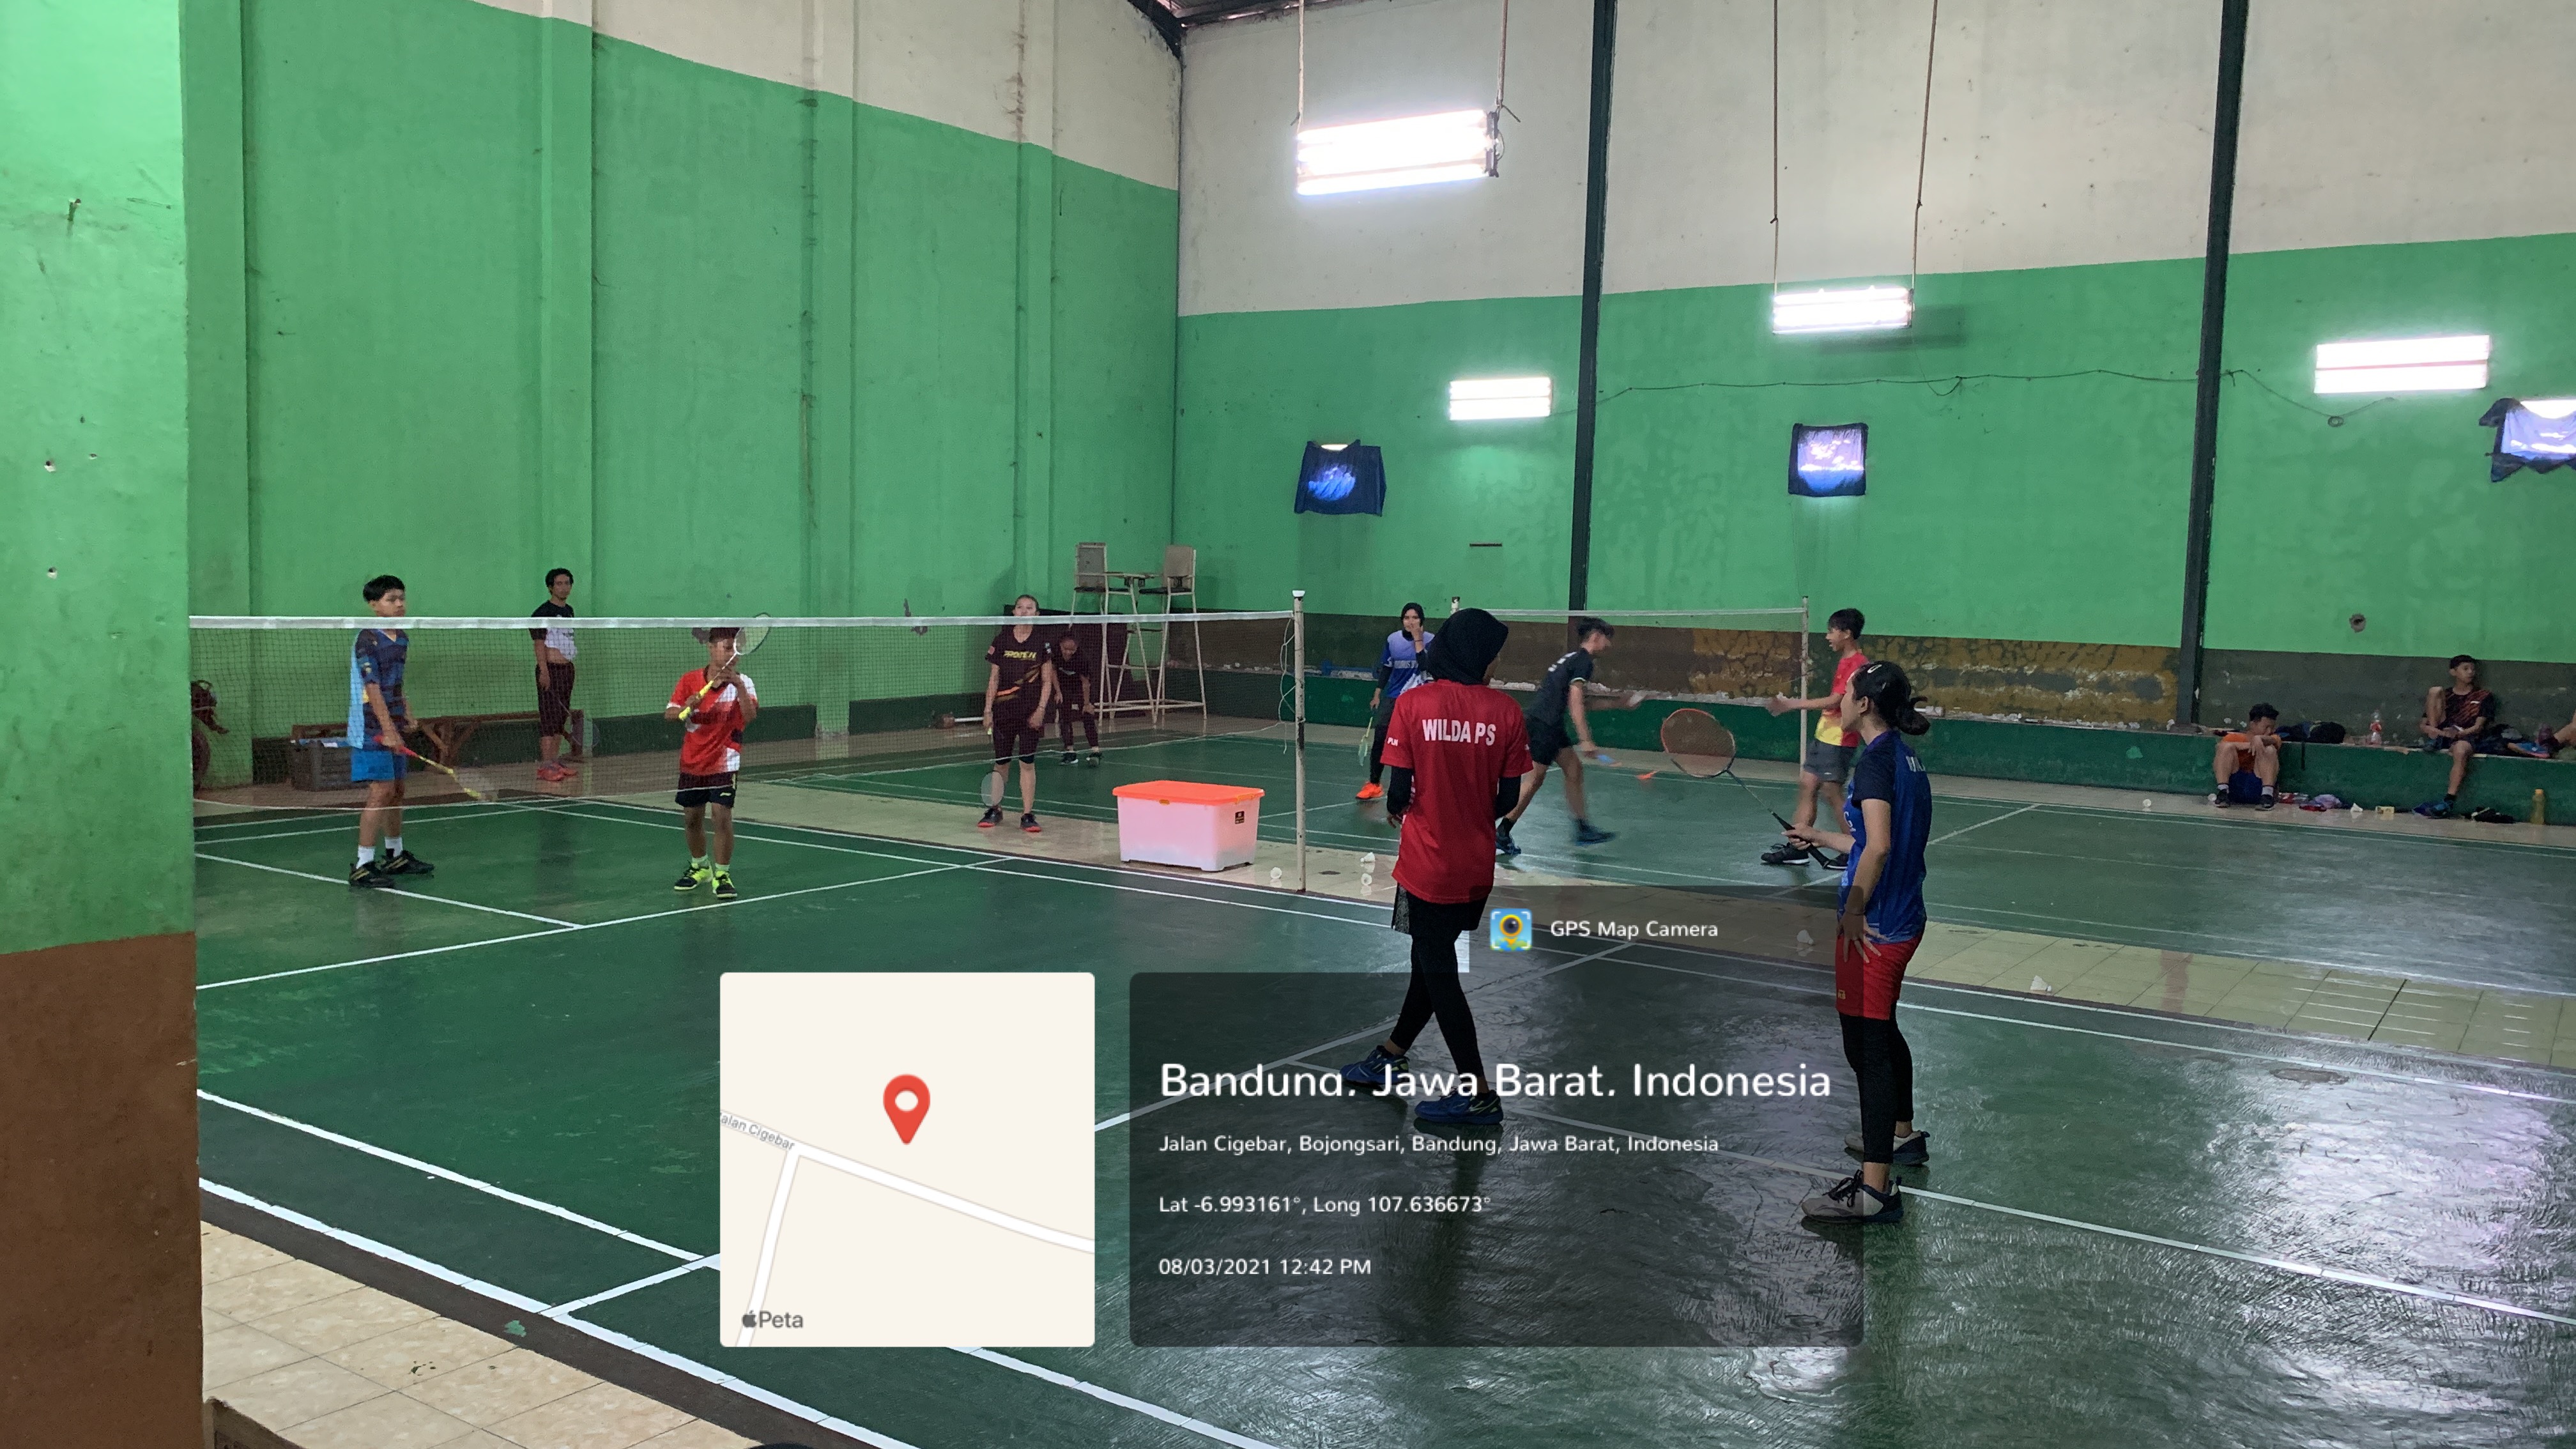 WILDA PS
GPS Map Camera
Jalan Cigebar
Peta
Bandung, Jawa Barat, Indonesia
Jalan Cigebar, Bojongsari, Bandung, Jawa Barat, Indonesia
Lat -6.993161°, Long 107.636673°
08/03/2021 12:42 PM